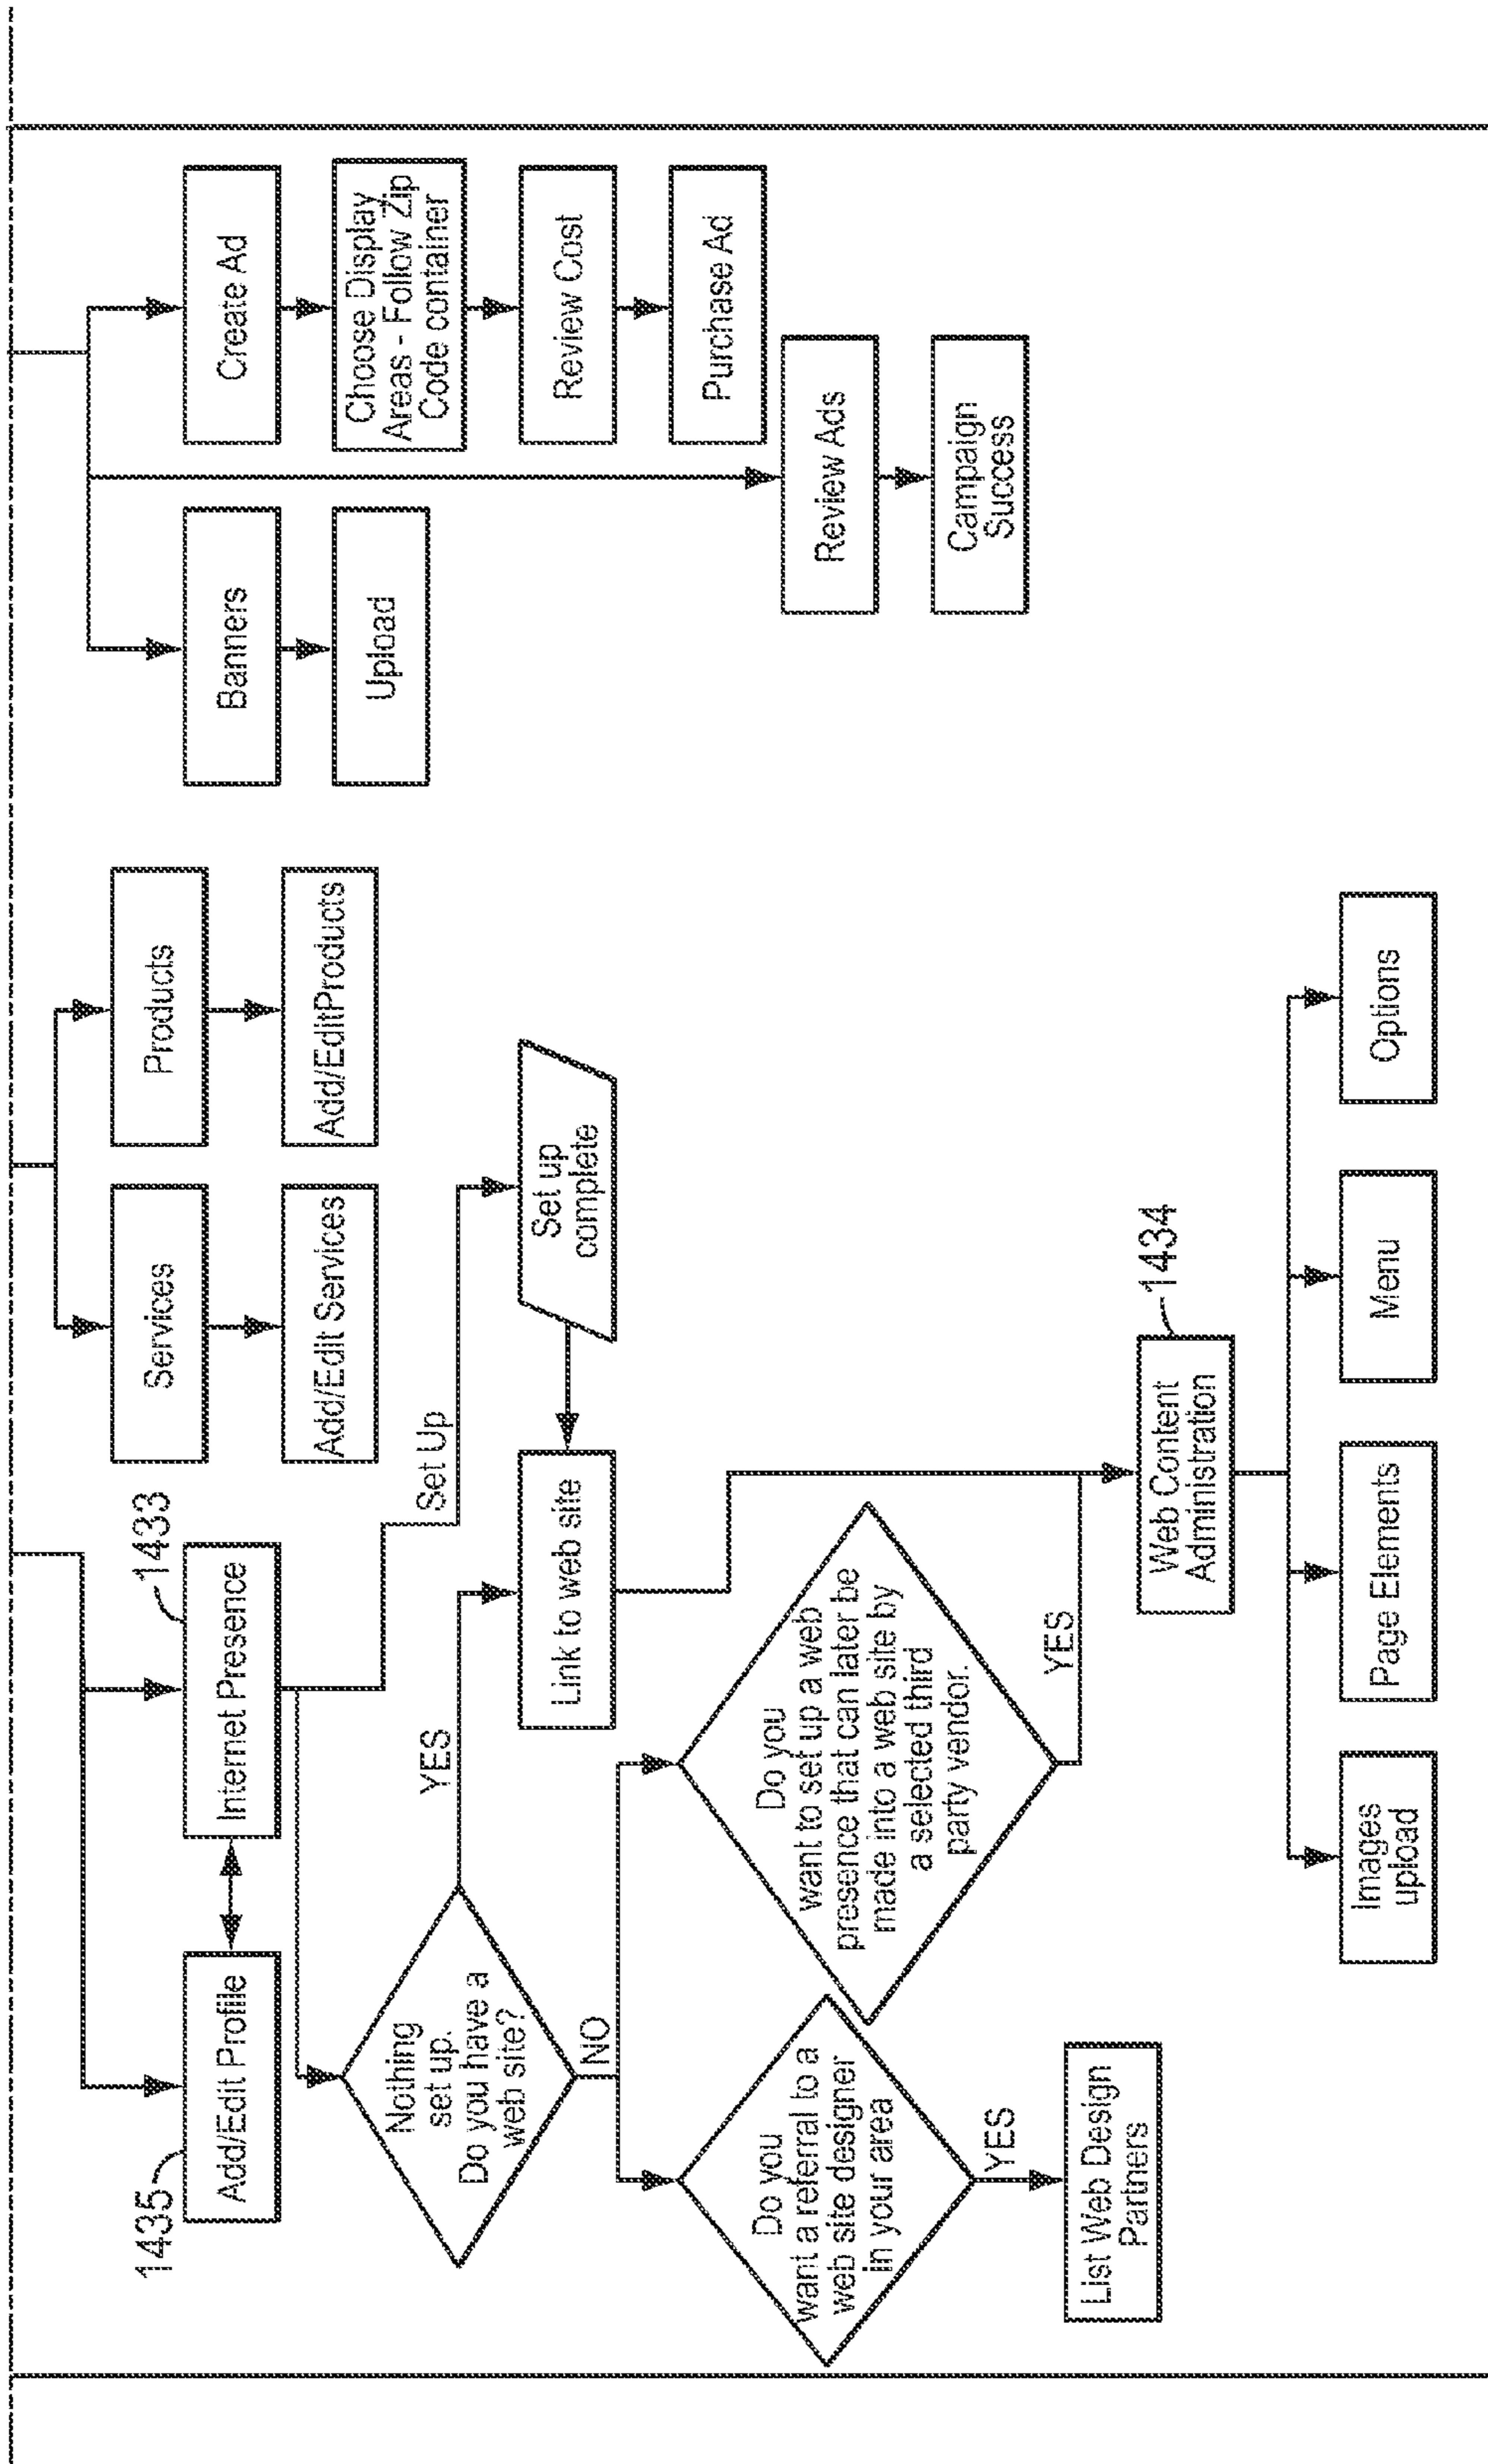 1435
Add/Edit Profile
1433
Internet Presence
Nothing
set up.
Do you have a
web site?
YES
NO
Set Up
Set up
complete
Link to web site
Do you
want a referral to a
web site designer
in your area
YES
List Web Design
Partners
Do you
want to set up a web
presence that can later be
made into a web site by
a selected third
party vendor.
YES
1434
Web Content
Administration
Images
upload
Page Elements
Menu
Options
Services
Add/Edit Services
Products
Add/EditProducts
Banners
Upload
Create Ad
Choose Display
Areas - Follow Zip
Code container
Review Cost
Purchase Ad
Review Ads
Campaign
Success